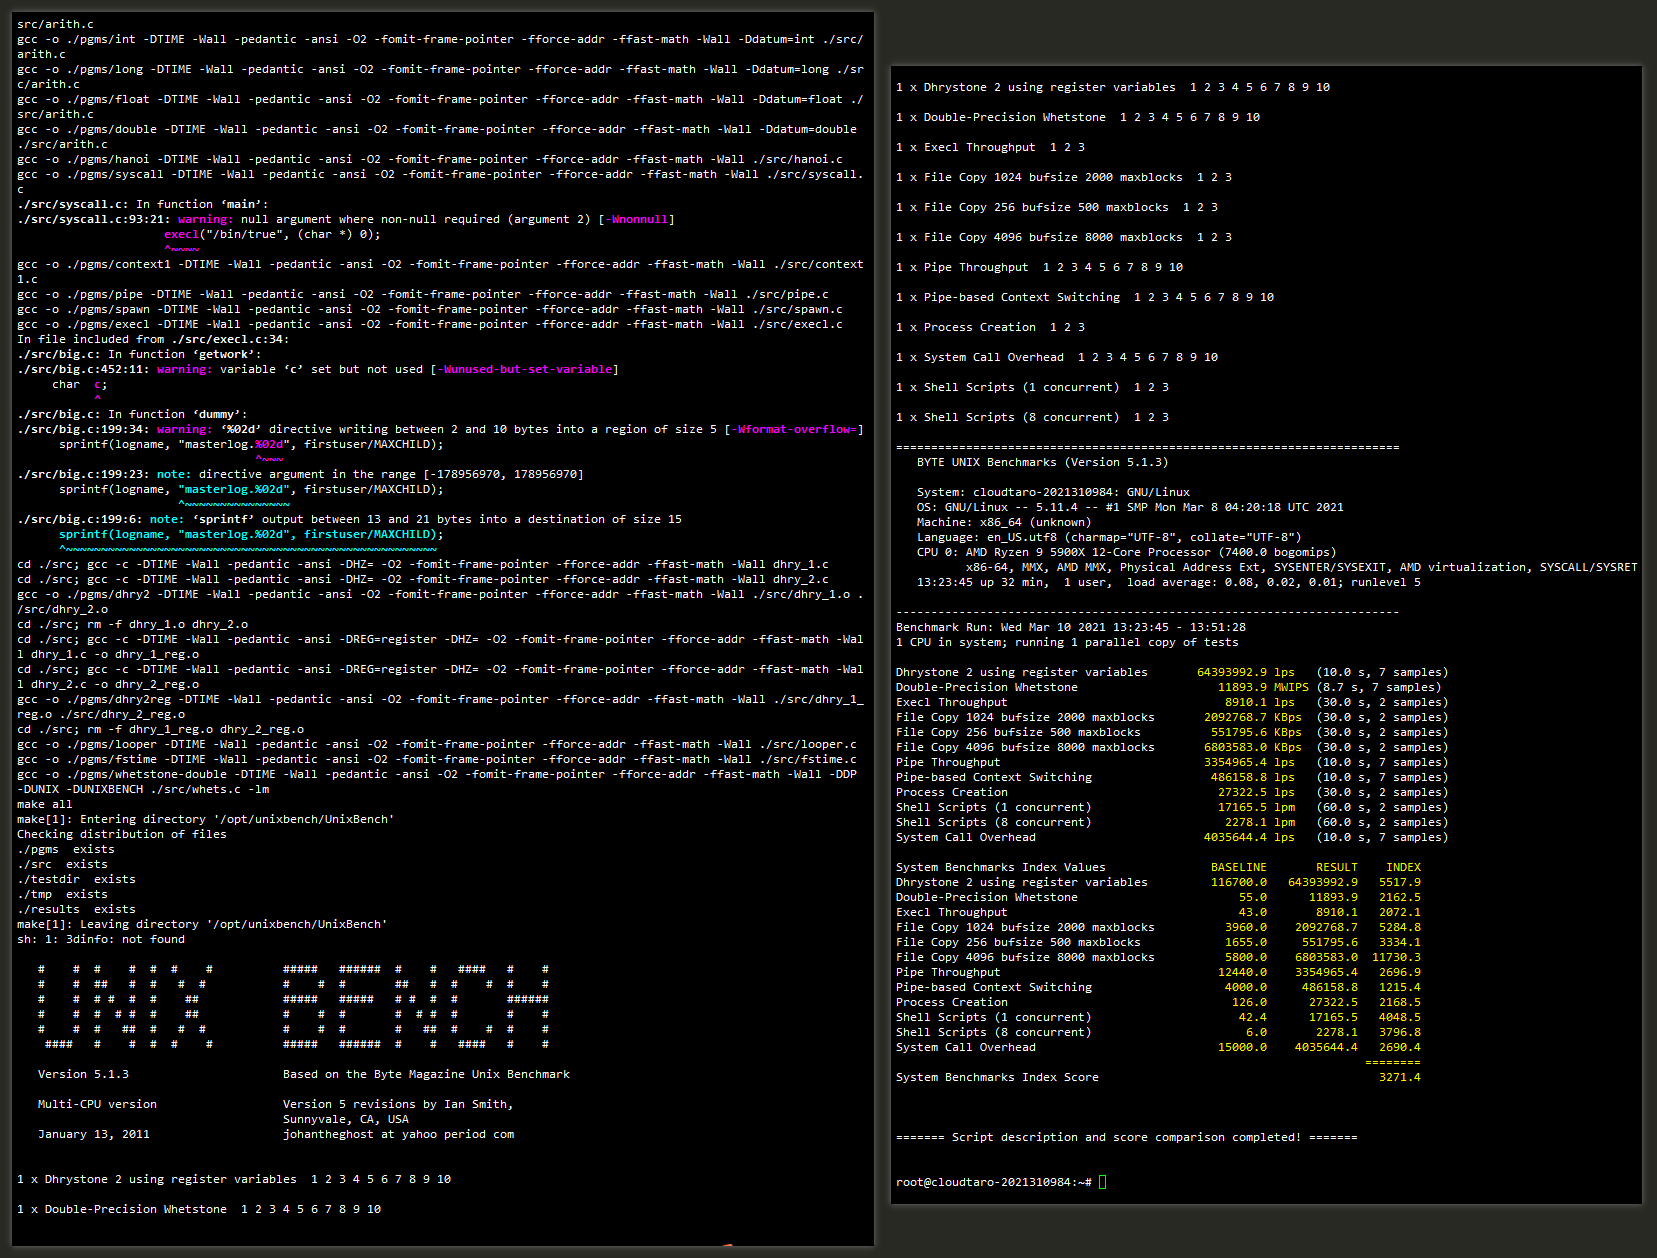 src/arith.c
gcc -o ./pgms/int -DTIME -Wall -pedantic -ansi -O2 -fomit-frame-pointer -fforce-addr -ffast-math -Wall -Ddatum=int ./src/
arith.c
gcc -o ./pgms/long -DTIME -Wall -pedantic -ansi -O2 -fomit-frame-pointer -fforce-addr -ffast-math -Wall -Ddatum=long ./sr
c/arith.c
gcc -o ./pgms/float -DTIME -Wall -pedantic -ansi -O2 -fomit-frame-pointer -fforce-addr -ffast-math -Wall -Ddatum=float ./
src/arith.c
gcc -o ./pgms/double -DTIME -Wall -pedantic -ansi -O2 -fomit-frame-pointer -fforce-addr -ffast-math -Wall -Ddatum=double
./src/arith.c
gcc -o ./pgms/hanoi -DTIME -Wall -pedantic -ansi -O2 -fomit-frame-pointer -fforce-addr -ffast-math -Wall ./src/hanoi.c
gcc -o ./pgms/syscall -DTIME -Wall -pedantic -ansi -O2 -fomit-frame-pointer -fforce-addr -ffast-math -Wall ./src/syscall.
c
./src/syscall.c: In function ‘main’:
./src/syscall.c:93:21: warning: null argument where non-null required (argument 2) [-Wnonnull]
execl("/bin/true", (char *) 0);
^~~~~
gcc -o ./pgms/context1 -DTIME -Wall -pedantic -ansi -O2 -fomit-frame-pointer -fforce-addr -ffast-math -Wall ./src/context
1.c
gcc -o ./pgms/pipe -DTIME -Wall -pedantic -ansi -O2 -fomit-frame-pointer -fforce-addr -ffast-math -Wall ./src/pipe.c
gcc -o ./pgms/spawn -DTIME -Wall -pedantic -ansi -O2 -fomit-frame-pointer -fforce-addr -ffast-math -Wall ./src/spawn.c
gcc -o ./pgms/execl -DTIME -Wall -pedantic -ansi -O2 -fomit-frame-pointer -fforce-addr -ffast-math -Wall ./src/execl.c
In file included from ./src/execl.c:34:
./src/big.c: In function ‘getwork’:
./src/big.c:452:11: warning: variable ‘c’ set but not used [-Wunused-but-set-variable]
char  c;
^
./src/big.c: In function ‘dummy’:
./src/big.c:199:34: warning: ‘%02d’ directive writing between 2 and 10 bytes into a region of size 5 [-Wformat-overflow=]
sprintf(logname, "masterlog.%02d", firstuser/MAXCHILD);
^~~~
./src/big.c:199:23: note: directive argument in the range [-178956970, 178956970]
sprintf(logname, "masterlog.%02d", firstuser/MAXCHILD);
^~~~~~~~~~~~~~~~
./src/big.c:199:6: note: ‘sprintf’ output between 13 and 21 bytes into a destination of size 15
sprintf(logname, "masterlog.%02d", firstuser/MAXCHILD);
^~~~~~~~~~~~~~~~~~~~~~~~~~~~~~~~~~~~~~~~~~~~~~~~~~~~~~
cd ./src; gcc -c -DTIME -Wall -pedantic -ansi -DHZ= -O2 -fomit-frame-pointer -fforce-addr -ffast-math -Wall dhry_1.c
cd ./src; gcc -c -DTIME -Wall -pedantic -ansi -DHZ= -O2 -fomit-frame-pointer -fforce-addr -ffast-math -Wall dhry_2.c
gcc -o ./pgms/dhry2 -DTIME -Wall -pedantic -ansi -O2 -fomit-frame-pointer -fforce-addr -ffast-math -Wall ./src/dhry_1.o .
/src/dhry_2.o
cd ./src; rm -f dhry_1.o dhry_2.o
cd ./src; gcc -c -DTIME -Wall -pedantic -ansi -DREG=register -DHZ= -O2 -fomit-frame-pointer -fforce-addr -ffast-math -Wal
l dhry_1.c -o dhry_1_reg.o
cd ./src; gcc -c -DTIME -Wall -pedantic -ansi -DREG=register -DHZ= -O2 -fomit-frame-pointer -fforce-addr -ffast-math -Wal
l dhry_2.c -o dhry_2_reg.o
gcc -o ./pgms/dhry2reg -DTIME -Wall -pedantic -ansi -O2 -fomit-frame-pointer -fforce-addr -ffast-math -Wall ./src/dhry_1_
reg.o ./src/dhry_2_reg.o
cd ./src; rm -f dhry_1_reg.o dhry_2_reg.o
gcc -o ./pgms/looper -DTIME -Wall -pedantic -ansi -O2 -fomit-frame-pointer -fforce-addr -ffast-math -Wall ./src/looper.c
gcc -o ./pgms/fstime -DTIME -Wall -pedantic -ansi -O2 -fomit-frame-pointer -fforce-addr -ffast-math -Wall ./src/fstime.c
gcc -o ./pgms/whetstone-double -DTIME -Wall -pedantic -ansi -O2 -fomit-frame-pointer -fforce-addr -ffast-math -Wall -DDP
-DUNIX -DUNIXBENCH ./src/whets.c -lm
make all
make[1]: Entering directory '/opt/unixbench/UnixBench'
Checking distribution of files
./pgms  exists
./src  exists
./testdir  exists
./tmp  exists
./results  exists
make[1]: Leaving directory '/opt/unixbench/UnixBench'
sh: 1: 3dinfo: not found
UNIX BENCH
Version 5.1.3 Based on the Byte Magazine Unix Benchmark
Multi-CPU version Version 5 revisions by Ian Smith,
Sunnyvale, CA, USA
January 13, 2011 johantheghost at yahoo period com
1 x Dhrystone 2 using register variables  1 2 3 4 5 6 7 8 9 10
1 x Double-Precision Whetstone  1 2 3 4 5 6 7 8 9 10
1 x Dhrystone 2 using register variables  1 2 3 4 5 6 7 8 9 10
1 x Double-Precision Whetstone  1 2 3 4 5 6 7 8 9 10
1 x Execl Throughput  1 2 3
1 x File Copy 1024 bufsize 2000 maxblocks  1 2 3
1 x File Copy 256 bufsize 500 maxblocks  1 2 3
1 x File Copy 4096 bufsize 8000 maxblocks  1 2 3
1 x Pipe Throughput  1 2 3 4 5 6 7 8 9 10
1 x Pipe-based Context Switching  1 2 3 4 5 6 7 8 9 10
1 x Process Creation  1 2 3
1 x System Call Overhead  1 2 3 4 5 6 7 8 9 10
1 x Shell Scripts (1 concurrent)  1 2 3
1 x Shell Scripts (8 concurrent)  1 2 3
========================================================================
BYTE UNIX Benchmarks (Version 5.1.3)
System: cloudtaro-2021310984: GNU/Linux
OS: GNU/Linux -- 5.11.4 -- #1 SMP Mon Mar 8 04:20:18 UTC 2021
Machine: x86_64 (unknown)
Language: en_US.utf8 (charmap="UTF-8", collate="UTF-8")
CPU 0: AMD Ryzen 9 5900X 12-Core Processor (7400.0 bogomips)
x86-64, MMX, AMD MMX, Physical Address Ext, SYSENTER/SYSEXIT, AMD virtualization, SYSCALL/SYSRET
13:23:45 up 32 min,  1 user,  load average: 0.08, 0.02, 0.01; runlevel 5
------------------------------------------------------------------------
Benchmark Run: Wed Mar 10 2021 13:23:45 - 13:51:28
1 CPU in system; running 1 parallel copy of tests
Dhrystone 2 using register variables 64393992.9 lps (10.0 s, 7 samples)
Double-Precision Whetstone 11893.9 MWIPS (8.7 s, 7 samples)
Execl Throughput 8910.1 lps (30.0 s, 2 samples)
File Copy 1024 bufsize 2000 maxblocks 2092768.7 KBps (30.0 s, 2 samples)
File Copy 256 bufsize 500 maxblocks 551795.6 KBps (30.0 s, 2 samples)
File Copy 4096 bufsize 8000 maxblocks 6803583.0 KBps (30.0 s, 2 samples)
Pipe Throughput 3354965.4 lps (10.0 s, 7 samples)
Pipe-based Context Switching 486158.8 lps (10.0 s, 7 samples)
Process Creation 27322.5 lps (30.0 s, 2 samples)
Shell Scripts (1 concurrent) 17165.5 lpm (60.0 s, 2 samples)
Shell Scripts (8 concurrent) 2278.1 lpm (60.0 s, 2 samples)
System Call Overhead 4035644.4 lps (10.0 s, 7 samples)
System Benchmarks Index Values BASELINE RESULT INDEX
Dhrystone 2 using register variables 116700.0 64393992.9 5517.9
Double-Precision Whetstone 55.0 11893.9 2162.5
Execl Throughput 43.0 8910.1 2072.1
File Copy 1024 bufsize 2000 maxblocks 3960.0 2092768.7 5284.8
File Copy 256 bufsize 500 maxblocks 1655.0 551795.6 3334.1
File Copy 4096 bufsize 8000 maxblocks 5800.0 6803583.0 11730.3
Pipe Throughput 12440.0 3354965.4 2696.9
Pipe-based Context Switching 4000.0 486158.8 1215.4
Process Creation 126.0 27322.5 2168.5
Shell Scripts (1 concurrent) 42.4 17165.5 4048.5
Shell Scripts (8 concurrent) 6.0 2278.1 3796.8
System Call Overhead 15000.0 4035644.4 2690.4
========
System Benchmarks Index Score 3271.4
======= Script description and score comparison completed! =======
root@cloudtaro-2021310984:~#